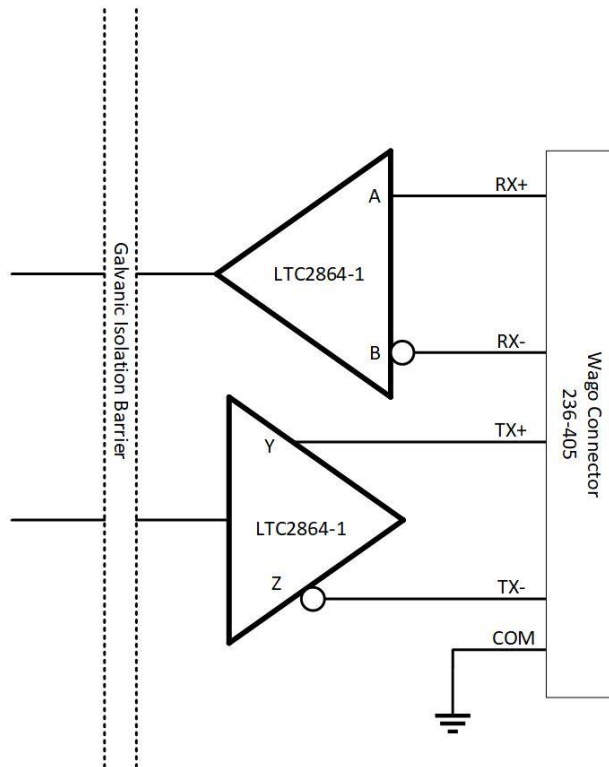 A
RX+
LTC2864-1
B
RX-
Galvanic Isolation Barrier
Wago Connector
236-405
Y
TX+
LTC2864-1
Z
TX-
COM